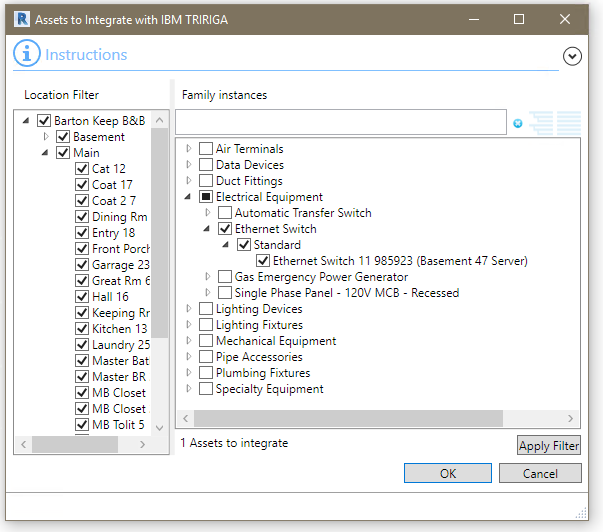 R Assets to Integrate with IBM TRIRIGA
i Instructions
Location Filter
Barton Keep B&B
Basement
Main
Cat 12
Coat 17
Coat 2 7
Dining Rm
Entry 18
Front Porch
Garrage 23
Great Rm 6
Hall 16
Keeping Rr
Kitchen 13
Laundry 25
Master Bat
Master BR
MB Closet
MB Closet
MB Tolit 5
Family instances
Air Terminals
Data Devices
Duct Fittings
Electrical Equipment
Automatic Transfer Switch
Ethernet Switch
Standard
Ethernet Switch 11 985923 (Basement 47 Server)
Gas Emergency Power Generator
Single Phase Panel - 120V MCB - Recessed
Lighting Devices
Lighting Fixtures
Mechanical Equipment
Pipe Accessories
Plumbing Fixtures
Specialty Equipment
1 Assets to integrate
Apply Filter
OK
Cancel